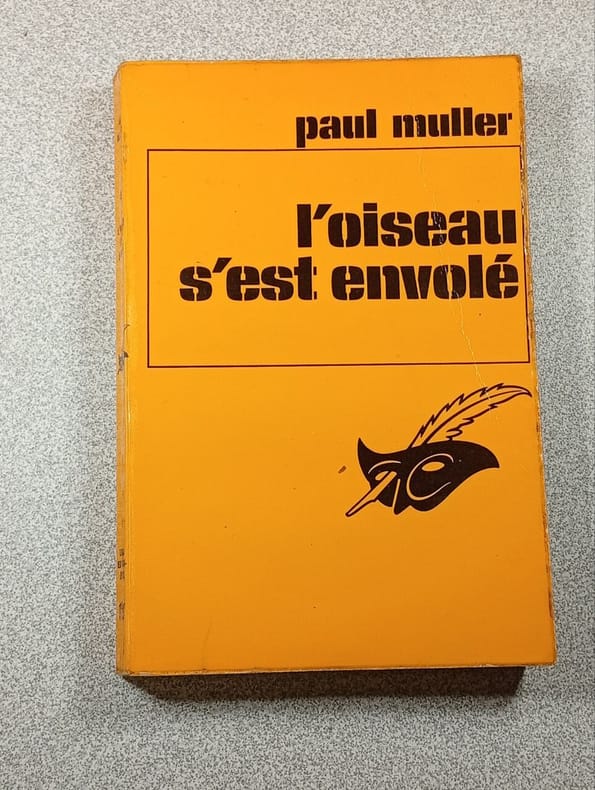 paul muller
l'oiseau
s'est envolé